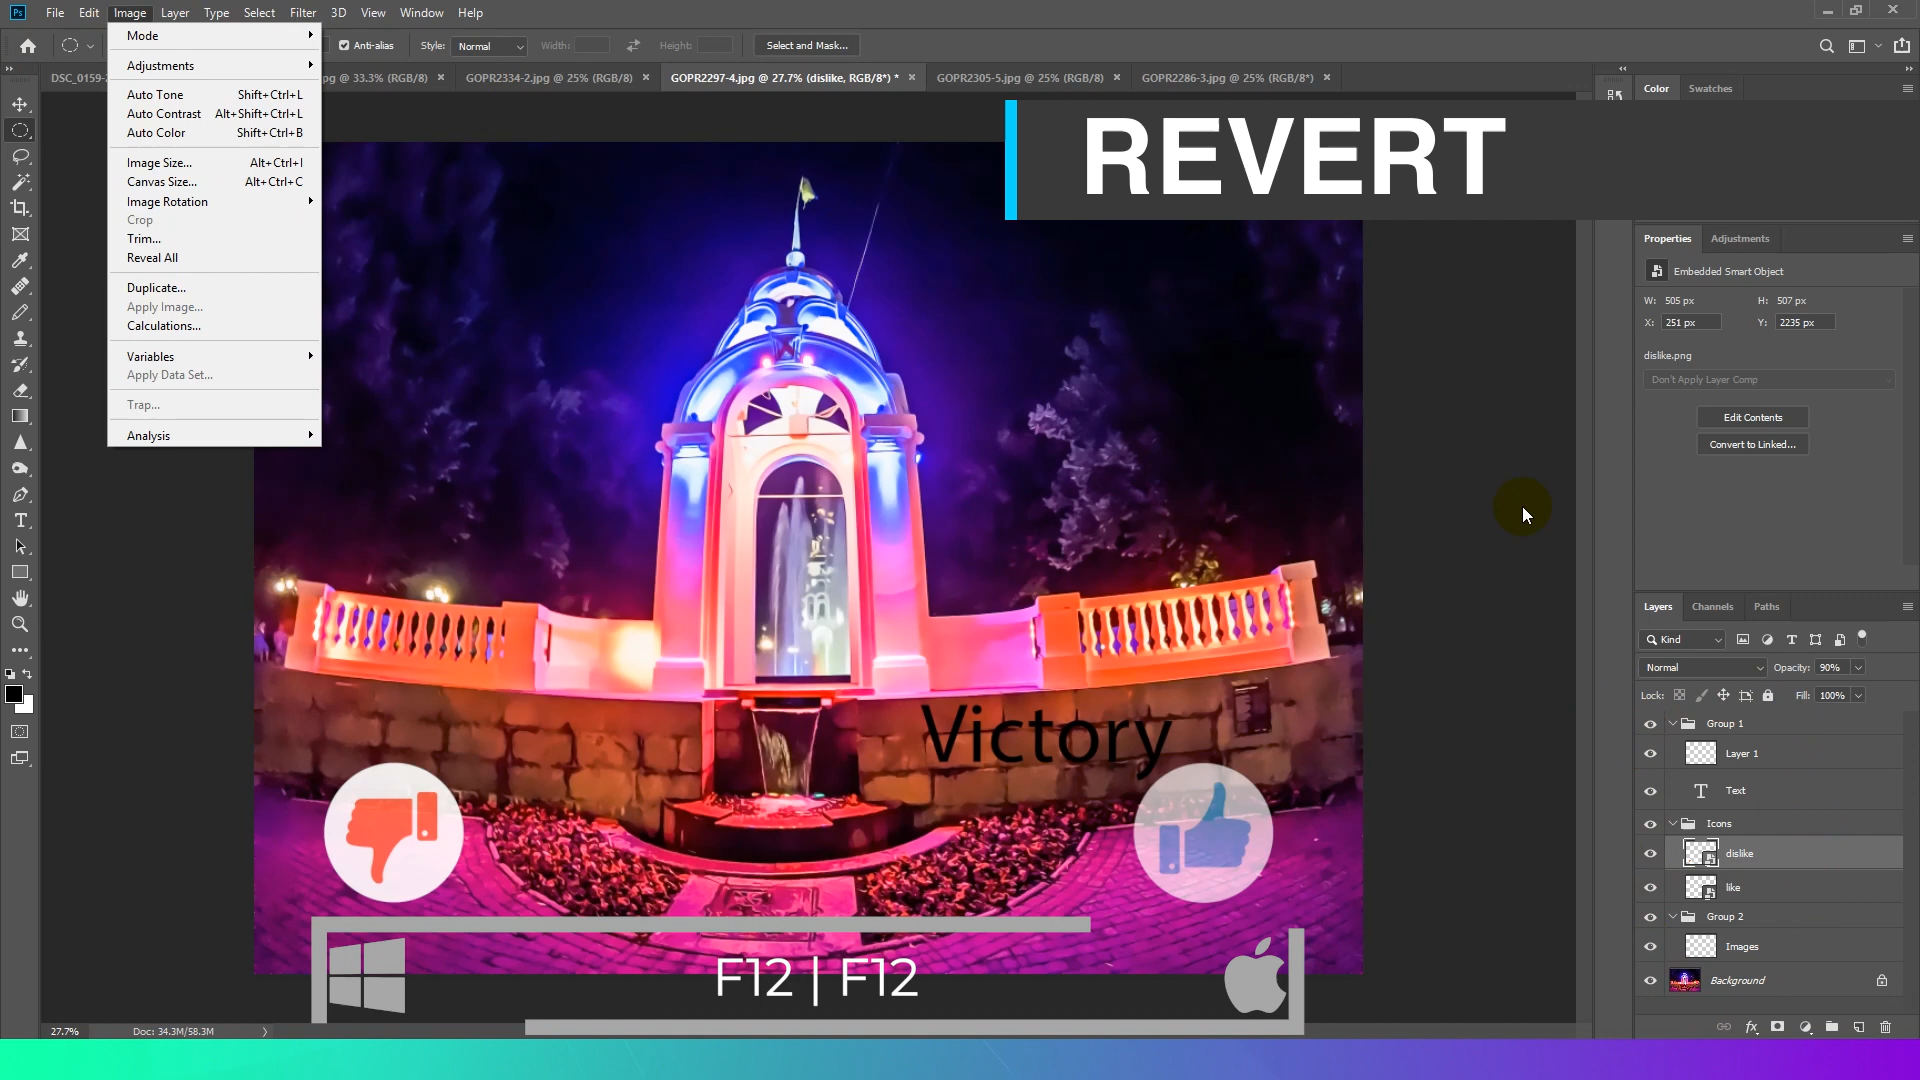 Ps File Edit Image Layer Type Select Filter 3D View Window Help
Anti-alias Style: Normal Width: Height: Select and Mask...
DSC_0159-2 pg @ 33.3% (RGB/8) GOPR2334-2.jpg @ 25% (RGB/8) GOPR2297-4.jpg @ 27.7% (dislike, RGB/8*) * GOPR2305-5.jpg @ 25% (RGB/8) GOPR2286-3.jpg @ 25% (RGB/8*)
Mode
Adjustments
Auto Tone Shift+Ctrl+L
Auto Contrast Alt+Shift+Ctrl+L
Auto Color Shift+Ctrl+B
Image Size... Alt+Ctrl+I
Canvas Size... Alt+Ctrl+C
Image Rotation
Crop
Trim...
Reveal All
Duplicate...
Apply Image...
Calculations...
Variables
Apply Data Set...
Trap...
Analysis
REVERT
Color Swatches
Properties Adjustments
Embedded Smart Object
W: 505 px H: 507 px
X: 251 px Y: 2235 px
dislike.png
Don't Apply Layer Comp
Edit Contents
Convert to Linked...
Layers Channels Paths
Kind
Normal Opacity: 90%
Lock: Fill: 100%
Group 1
Layer 1
Text
Icons
dislike
like
Group 2
Images
Background
Victory
F12 | F12
27.7% Doc: 34.3M/58.3M